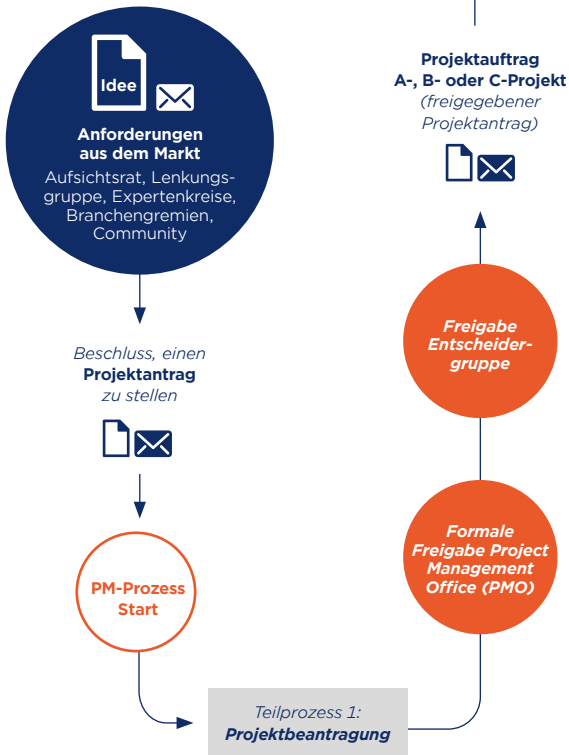 Idee
Anforderungen
aus dem Markt
Aufsichtsrat, Lenkungs-
gruppe, Expertenkreise,
Branchengremien,
Community
Beschluss, einen
Projektantrag
zu stellen
PM-Prozess
Start
Teilprozess 1:
Projektbeantragung
Formale
Freigabe Project
Management
Office (PMO)
Freigabe
Entscheider-
gruppe
Projektauftrag
A-, B- oder C-Projekt
(freigegebener
Projektantrag)